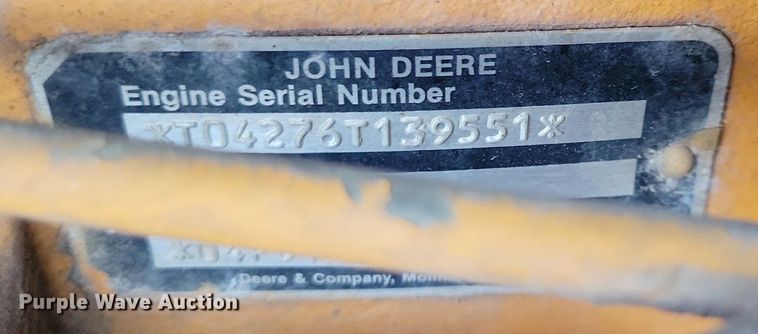 JOHN DEERE
Engine Serial Number
*T04276T139551*
Deere & Company,
Purple Wave Auction